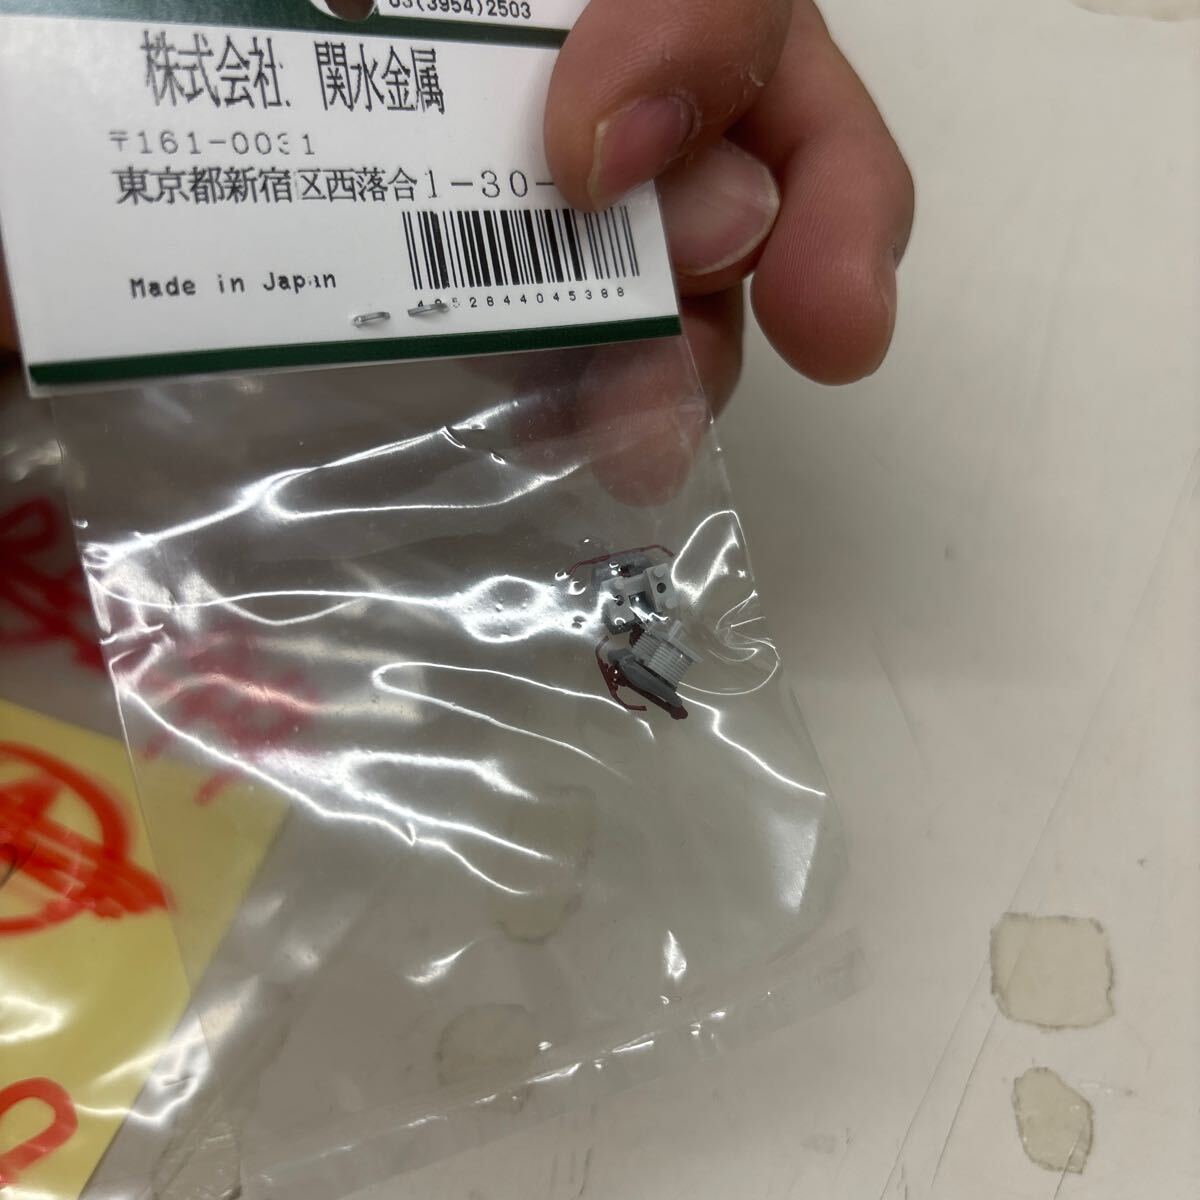 03(3954)2503
株式会社 関水金属
〒161-0031
東京都新宿区西落合1-30-
Made in Japan
4952844045388